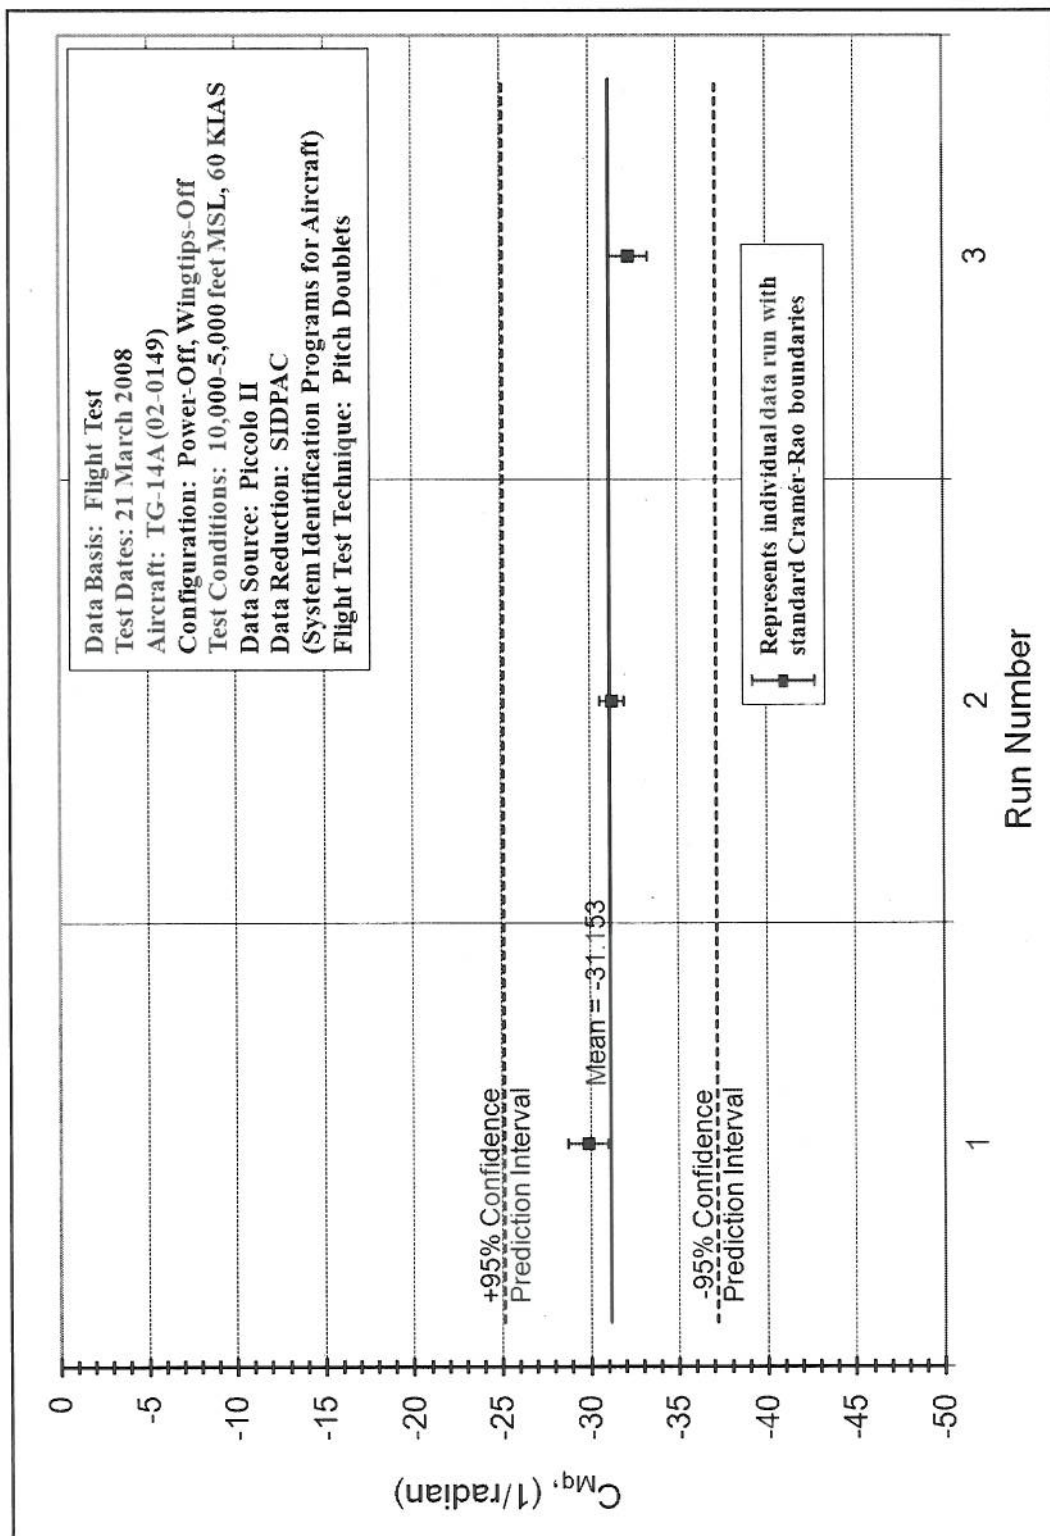 Data Basis: Flight Test
Test Dates: 21 March 2008
Aircraft: TG-14A (02-0149)
Configuration: Power-Off, Wingtips-Off
Test Conditions: 10,000-5,000 feet MSL, 60 KIAS
Data Source: Piccolo II
Data Reduction: SIDPAC
(System Identification Programs for Aircraft)
Flight Test Technique: Pitch Doublets
0
-5
-10
-15
-20
-25
-30
-35
-40
-45
-50
CMq, (1/radian)
+95% Confidence
Prediction Interval
Mean = -31.153
-95% Confidence
Prediction Interval
Represents individual data run with
standard Cramér-Rao boundaries
1
2
3
Run Number